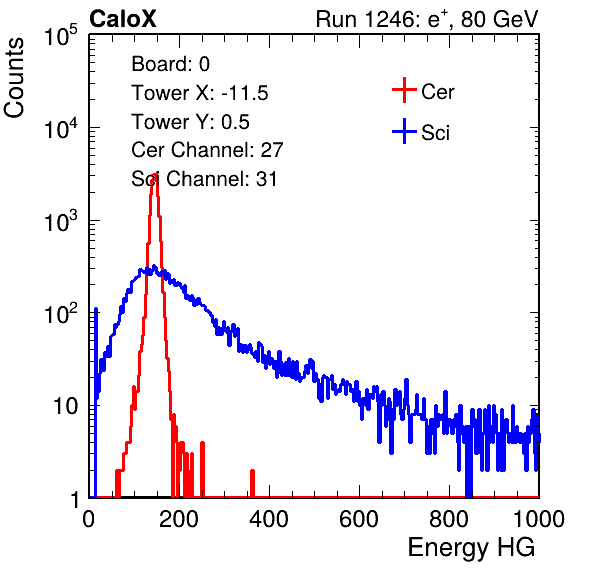 CaloX Run 1246: e⁺, 80 GeV
Counts
Board: 0
Tower X: -11.5
Tower Y: 0.5
Cer Channel: 27
Sci Channel: 31
Cer
Sci
10⁵
10⁴
10³
10²
10
1
0 200 400 600 800 1000
Energy HG